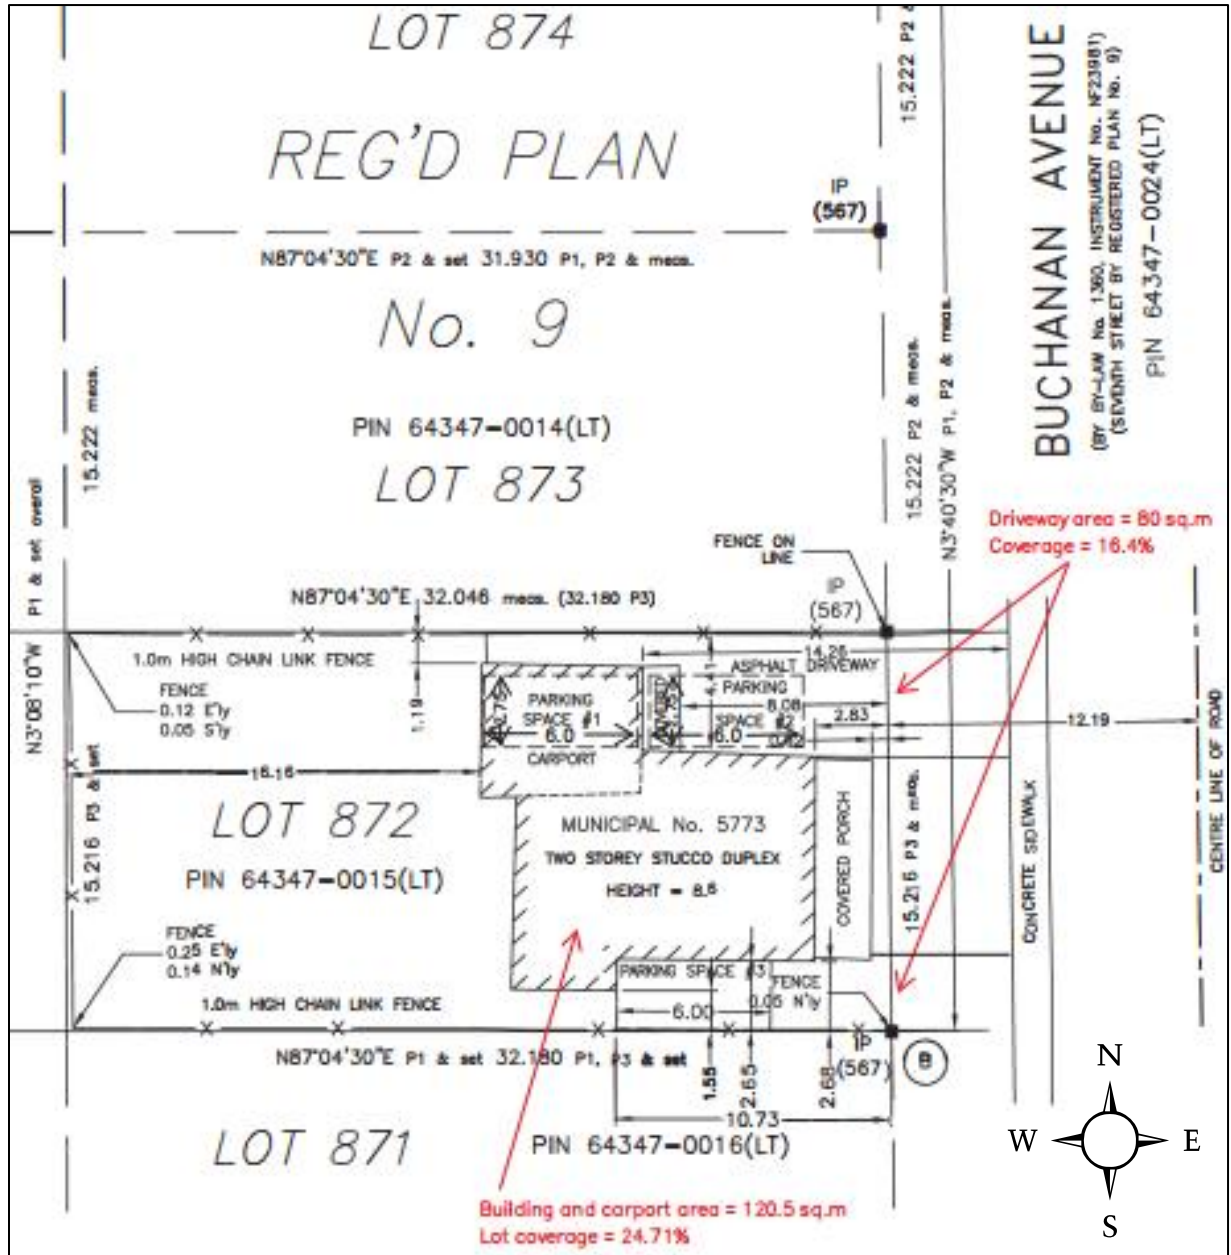 LOT 874
REG'D PLAN
IP
(567)
N87°04'30"E P2 & set 31.930 P1, P2 & meas.
No. 9
PIN 64347-0014(LT)
LOT 873
15.222 P2 &
15.222 meas.
15.222 P2 & meas.
N3°40'30"W P1, P2 & meas.
BUCHANAN AVENUE
(BY BY-LAW No. 1360, INSTRUMENT No. NF23981)
(SEVENTH STREET BY REGISTERED PLAN No. 9)
PIN 64347-0024(LT)
Driveway area = 80 sq.m
Coverage = 16.4%
FENCE ON
LINE
IP
(567)
N3°08'10"W P1 & set overall
N87°04'30"E 32.046 meas. (32.180 P3)
1.0m HIGH CHAIN LINK FENCE
14.26
ASPHALT DRIVEWAY
FENCE
0.12 E'ly
0.05 S'ly
1.19
2.75
PARKING
SPACE #1
6.0
CARPORT
COVERED
2.75
PARKING
8.08
SPACE #2
6.0
2.83
12.19
16.16
15.216 P3 & set
LOT 872
PIN 64347-0015(LT)
MUNICIPAL No. 5773
TWO STOREY STUCCO DUPLEX
HEIGHT = 8.6
COVERED PORCH
15.216 P3 & meas.
CONCRETE SIDEWALK
CENTRE LINE OF ROAD
FENCE
0.25 E'ly
0.14 N'ly
1.0m HIGH CHAIN LINK FENCE
PARKING SPACE #3
6.00
FENCE
0.05 N'ly
N87°04'30"E P1 & set 32.180 P1, P3 & set
1.55
2.65
2.68
IP
(567)
B
10.73
LOT 871
PIN 64347-0016(LT)
Building and carport area = 120.5 sq.m
Lot coverage = 24.71%
N
W
E
S